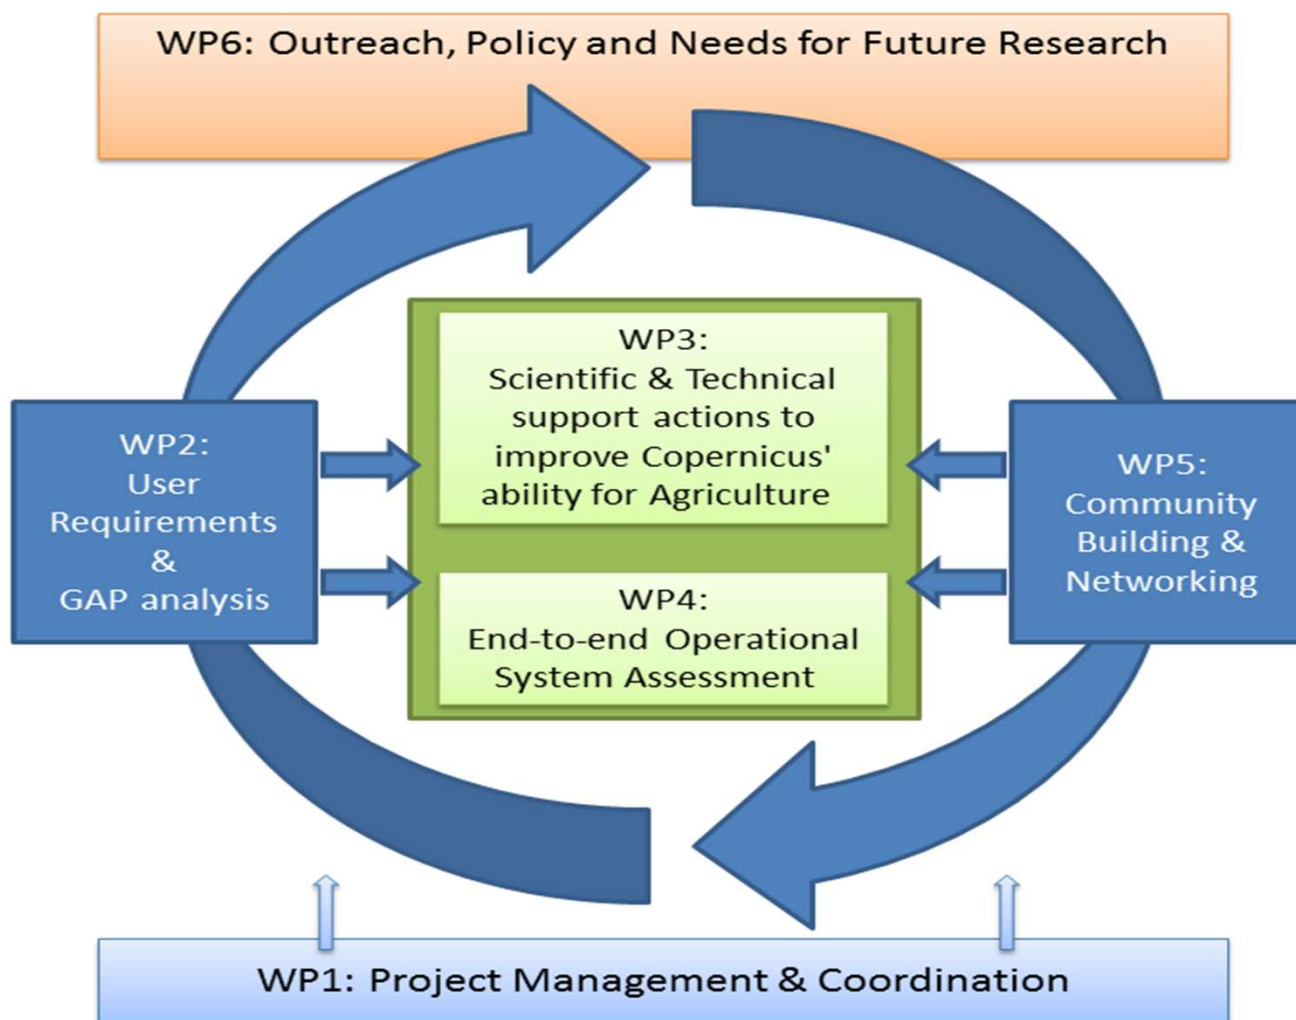 WP6: Outreach, Policy and Needs for Future Research
WP3:
Scientific & Technical
support actions to
improve Copernicus'
ability for Agriculture
WP2:
User
Requirements
&
GAP analysis
WP5:
Community
Building &
Networking
WP4:
End-to-end Operational
System Assessment
WP1: Project Management & Coordination